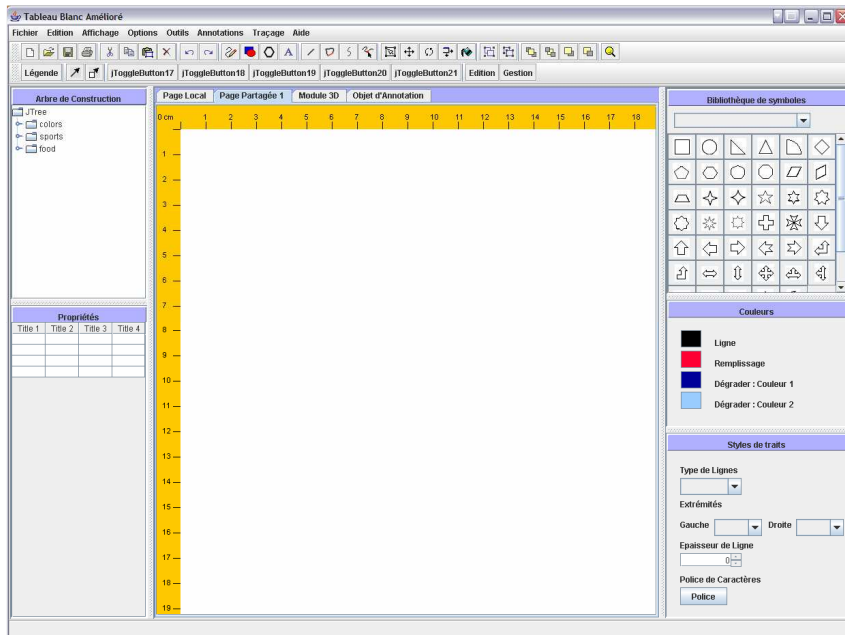 Tableau Blanc Amélioré
Fichier Edition Affichage Options Outils Annotations Traçage Aide
Légende jToggleButton17 jToggleButton18 jToggleButton19 jToggleButton20 jToggleButton21 Edition Gestion
Arbre de Construction
JTree
colors
sports
food
Propriétés
Title 1 Title 2 Title 3 Title 4
Page Local Page Partagée 1 Module 3D Objet d'Annotation
0 cm 1 2 3 4 5 6 7 8 9 10 11 12 13 14 15 16 17 18
1
2
3
4
5
6
7
8
9
10
11
12
13
14
15
16
17
18
19
Bibliothèque de symboles
Couleurs
Ligne
Remplissage
Dégrader : Couleur 1
Dégrader : Couleur 2
Styles de traits
Type de Lignes
Extrémités
Gauche Droite
Epaisseur de Ligne
0
Police de Caractères
Police